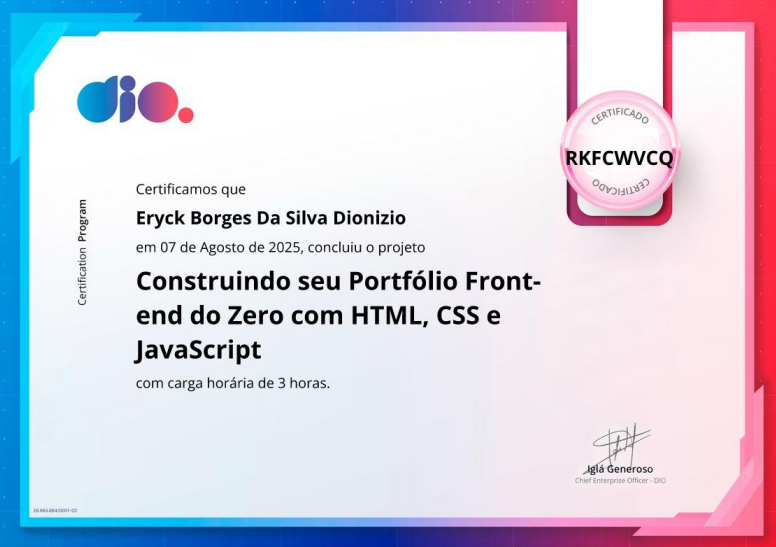 dio.
CERTIFICADO
RKFCWVCQ
CERTIFICADO
Certification Program
Certificamos que
Eryck Borges Da Silva Dionizio
em 07 de Agosto de 2025, concluiu o projeto
Construindo seu Portfólio Front-
end do Zero com HTML, CSS e
JavaScript
com carga horária de 3 horas.
Iglá Generoso
Chief Enterprise Officer - DIO